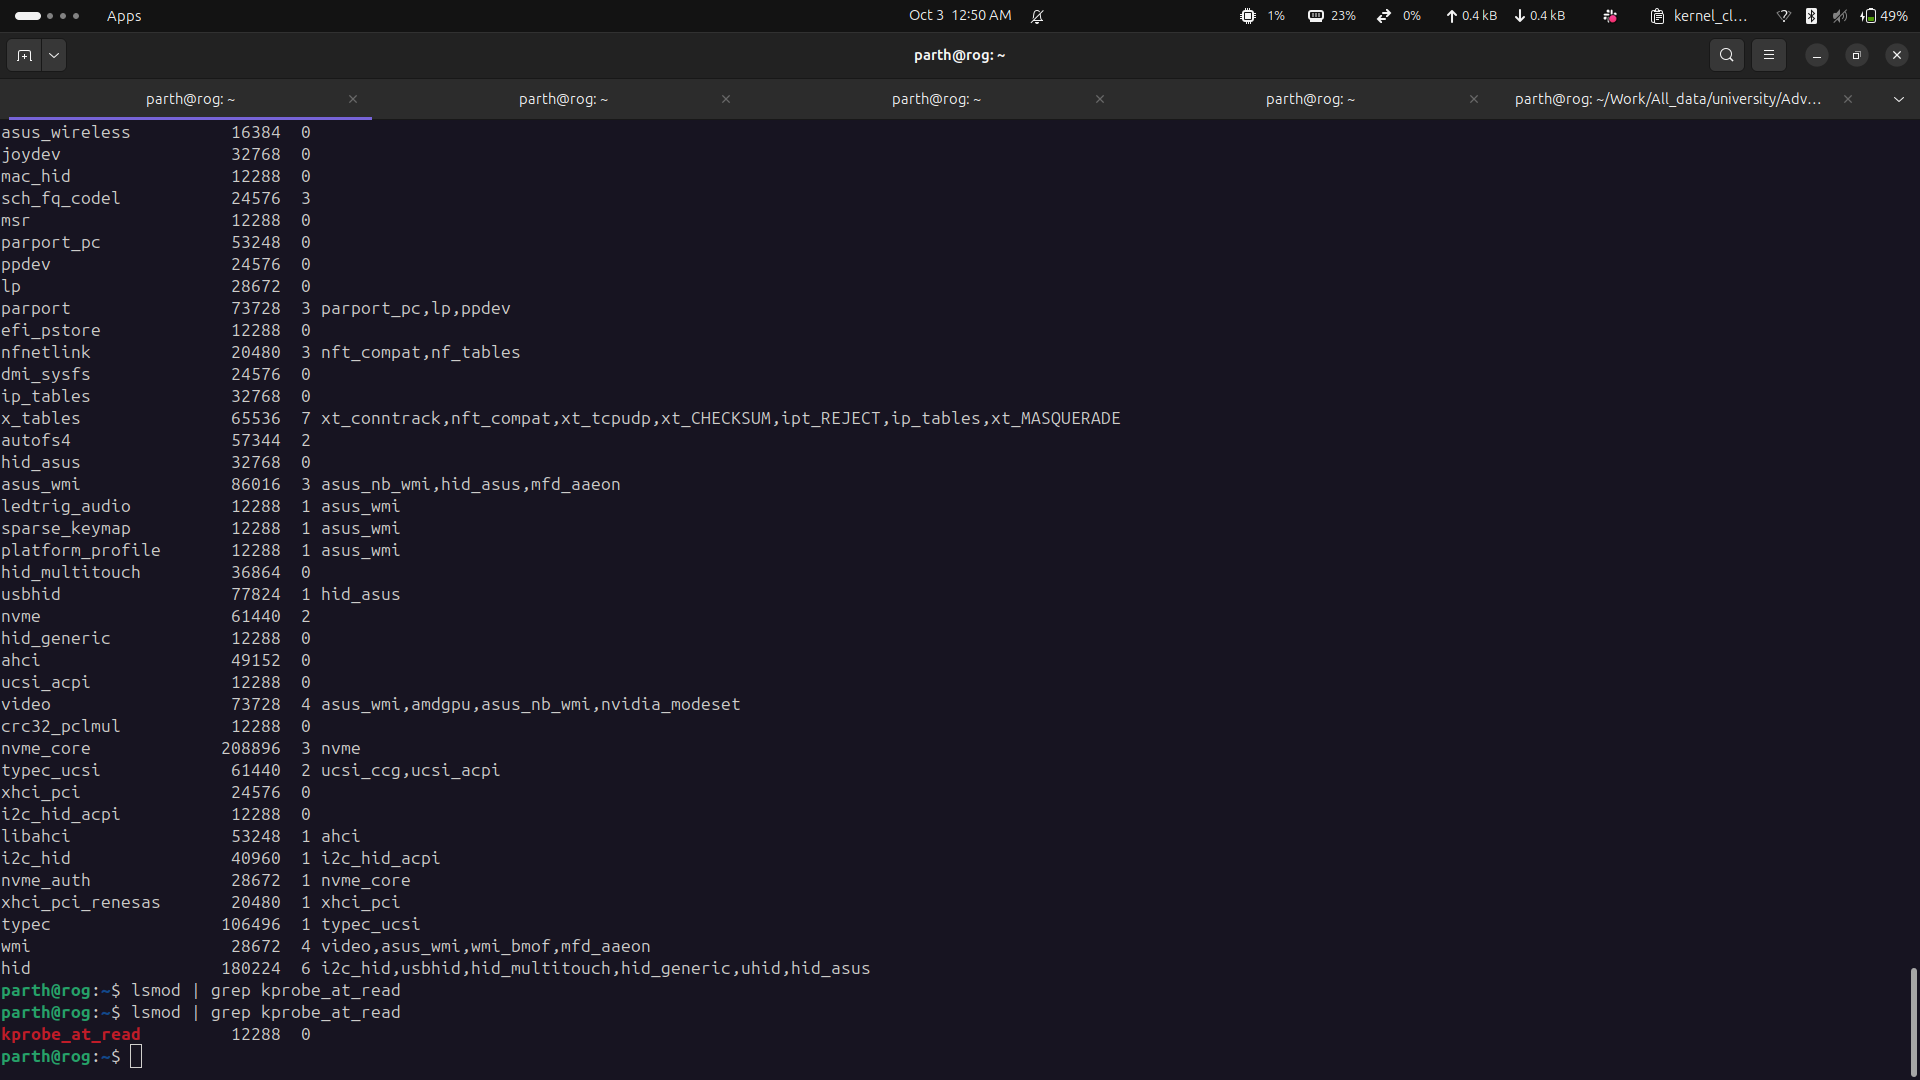 Apps
Oct 3 12:50 AM
1%
23%
0%
0.4 kB
0.4 kB
kernel_cl...
49%
parth@rog: ~
parth@rog: ~
parth@rog: ~
parth@rog: ~
parth@rog: ~
parth@rog: ~/Work/All_data/university/Adv...
asus_wireless 16384 0
joydev 32768 0
mac_hid 12288 0
sch_fq_codel 24576 3
msr 12288 0
parport_pc 53248 0
ppdev 24576 0
lp 28672 0
parport 73728 3 parport_pc,lp,ppdev
efi_pstore 12288 0
nfnetlink 20480 3 nft_compat,nf_tables
dmi_sysfs 24576 0
ip_tables 32768 0
x_tables 65536 7 xt_conntrack,nft_compat,xt_tcpudp,xt_CHECKSUM,ipt_REJECT,ip_tables,xt_MASQUERADE
autofs4 57344 2
hid_asus 32768 0
asus_wmi 86016 3 asus_nb_wmi,hid_asus,mfd_aaeon
ledtrig_audio 12288 1 asus_wmi
sparse_keymap 12288 1 asus_wmi
platform_profile 12288 1 asus_wmi
hid_multitouch 36864 0
usbhid 77824 1 hid_asus
nvme 61440 2
hid_generic 12288 0
ahci 49152 0
ucsi_acpi 12288 0
video 73728 4 asus_wmi,amdgpu,asus_nb_wmi,nvidia_modeset
crc32_pclmul 12288 0
nvme_core 208896 3 nvme
typec_ucsi 61440 2 ucsi_ccg,ucsi_acpi
xhci_pci 24576 0
i2c_hid_acpi 12288 0
libahci 53248 1 ahci
i2c_hid 40960 1 i2c_hid_acpi
nvme_auth 28672 1 nvme_core
xhci_pci_renesas 20480 1 xhci_pci
typec 106496 1 typec_ucsi
wmi 28672 4 video,asus_wmi,wmi_bmof,mfd_aaeon
hid 180224 6 i2c_hid,usbhid,hid_multitouch,hid_generic,uhid,hid_asus
parth@rog:~$ lsmod | grep kprobe_at_read
parth@rog:~$ lsmod | grep kprobe_at_read
kprobe_at_read 12288 0
parth@rog:~$